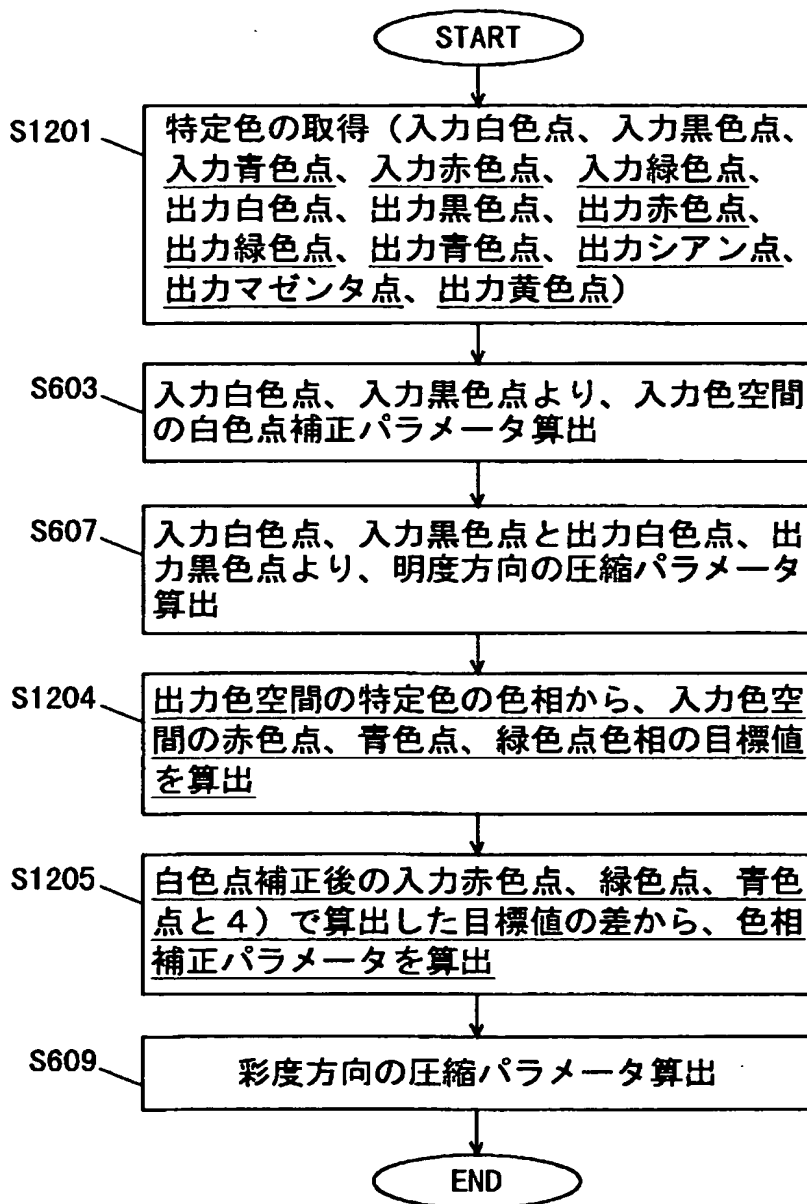 START
S1201
特定色の取得（入力白色点、入力黒色点、
入力青色点、入力赤色点、入力緑色点、
出力白色点、出力黒色点、出力赤色点、
出力緑色点、出力青色点、出力シアン点、
出力マゼンタ点、出力黄色点）
S603
入力白色点、入力黒色点より、入力色空間
の白色点補正パラメータ算出
S607
入力白色点、入力黒色点と出力白色点、出
力黒色点より、明度方向の圧縮パラメータ
算出
S1204
出力色空間の特定色の色相から、入力色空
間の赤色点、青色点、緑色点色相の目標値
を算出
S1205
白色点補正後の入力赤色点、緑色点、青色
点と４）で算出した目標値の差から、色相
補正パラメータを算出
S609
彩度方向の圧縮パラメータ算出
END